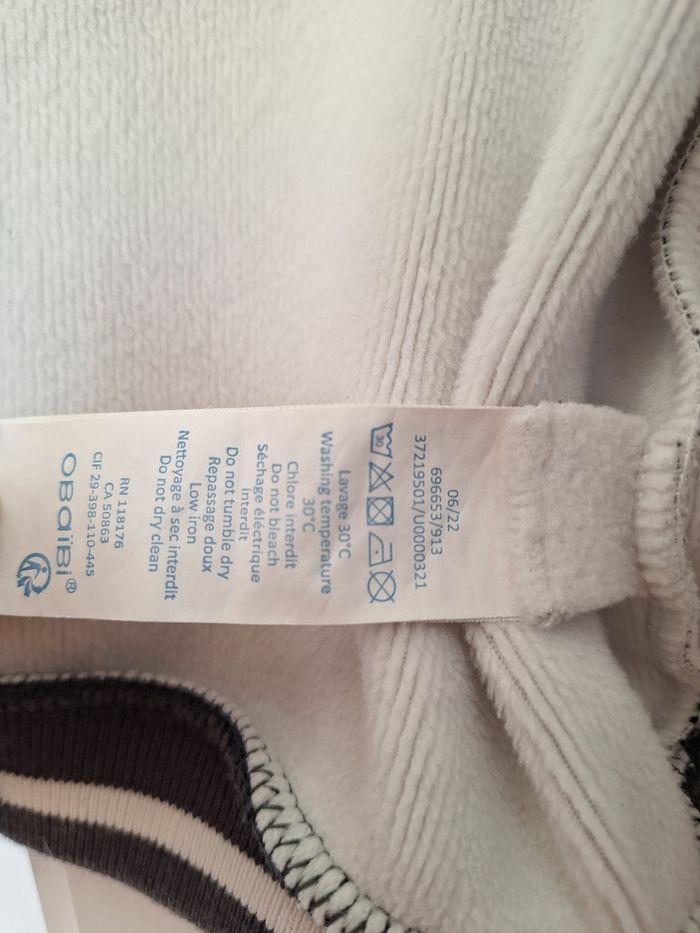 06/22
696653/913
37219501/U0000321
30
Lavage 30°C
Washing temperature
30°C
Chlore interdit
Do not bleach
Séchage éléctrique
interdit
Do not tumble dry
Repassage doux
Low iron
Nettoyage à sec interdit
Do not dry clean
RN 118176
CA 50863
CIF 29-398-110-445
OBaïBi®